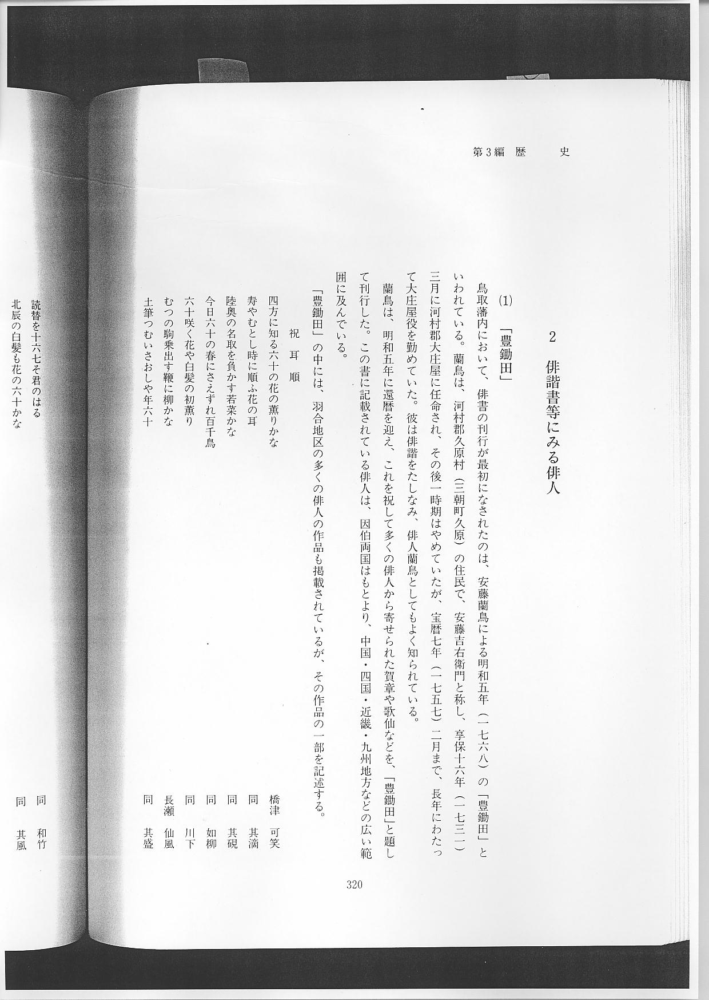 第3編 歴 史
2 俳諧書等にみる俳人
⑴ 「豊鋤田」
鳥取藩内において、俳書の刊行が最初になされたのは、安藤蘭鳥による明和五年（一七六八）の「豊鋤田」と
いわれている。蘭鳥は、河村郡久原村（三朝町久原）の住民で、安藤吉右衛門と称し、享保十六年（一七三一）
三月に河村郡大庄屋に任命され、その後一時期はやめていたが、宝暦七年（一七五七）二月まで、長年にわたっ
て大庄屋役を勤めていた。彼は俳諧をたしなみ、俳人蘭鳥としてもよく知られている。
蘭鳥は、明和五年に還暦を迎え、これを祝して多くの俳人から寄せられた賀章や歌仙などを、「豊鋤田」と題し
て刊行した。この書に記載されている俳人は、因伯両国はもとより、中国・四国・近畿・九州地方などの広い範
囲に及んでいる。
「豊鋤田」の中には、羽合地区の多くの俳人の作品も掲載されているが、その作品の一部を記述する。
祝耳順
四方に知る六十の花の薫りかな 橋津 可笑
寿やむとし時に順ふ花の耳 同 其滴
陸奥の名取を負かす若菜かな 同 其硯
今日六十の春にさえずれ百千鳥 同 如柳
六十咲く花や白髪の初薫り 同 川下
むつの駒乗出す鞭に柳かな 長瀬 仙風
土筆つむいさおしや年六十 同 其盛
320
読替を十六七そ君のはる 同 和竹
北辰の白髪も花の六十かな 同 其風